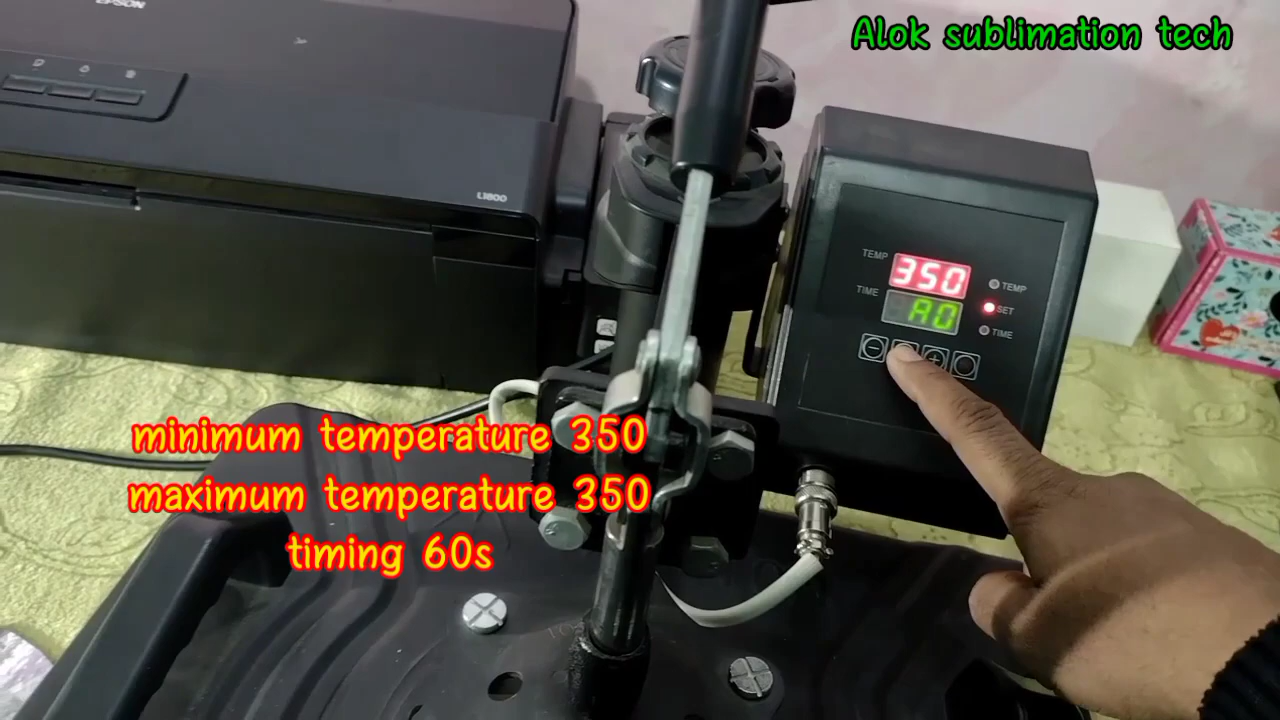 EPSON
Alok sublimation tech
L1800
TEMP 350 TEMP
SET
TIME A0 TIME
minimum temperature 350
maximum temperature 350
timing 60s